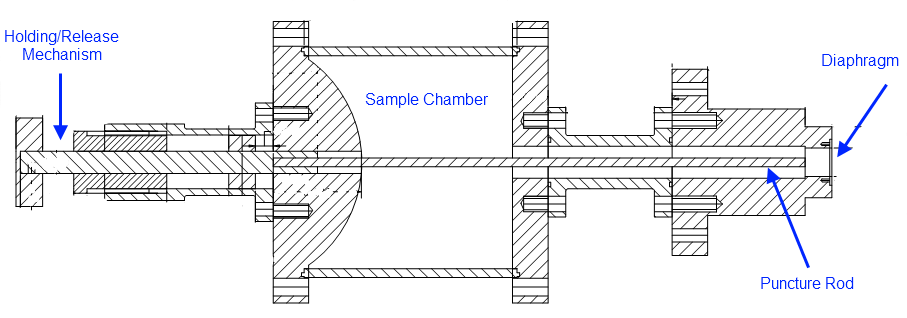 Holding/Release
Mechanism
Diaphragm
Sample Chamber
Puncture Rod